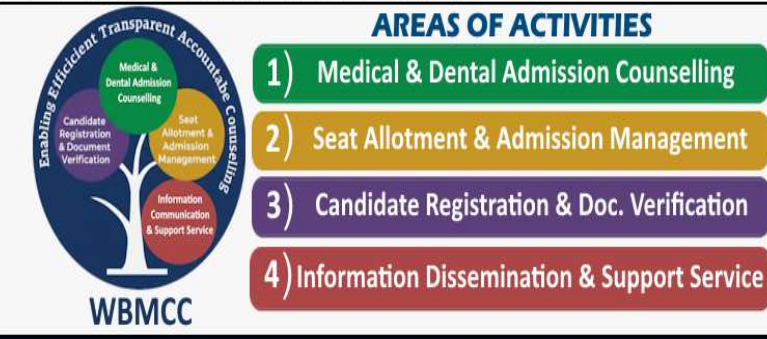 Enabling Efficicient Transparent Accountabe Counselling
Medical &
Dental Admission
Counselling
Candidate
Registration
& Document
Verification
Seat
Allotment &
Admission
Management
Information
Communication
& Support Service
WBMCC
AREAS OF ACTIVITIES
1) Medical & Dental Admission Counselling
2) Seat Allotment & Admission Management
3) Candidate Registration & Doc. Verification
4) Information Dissemination & Support Service